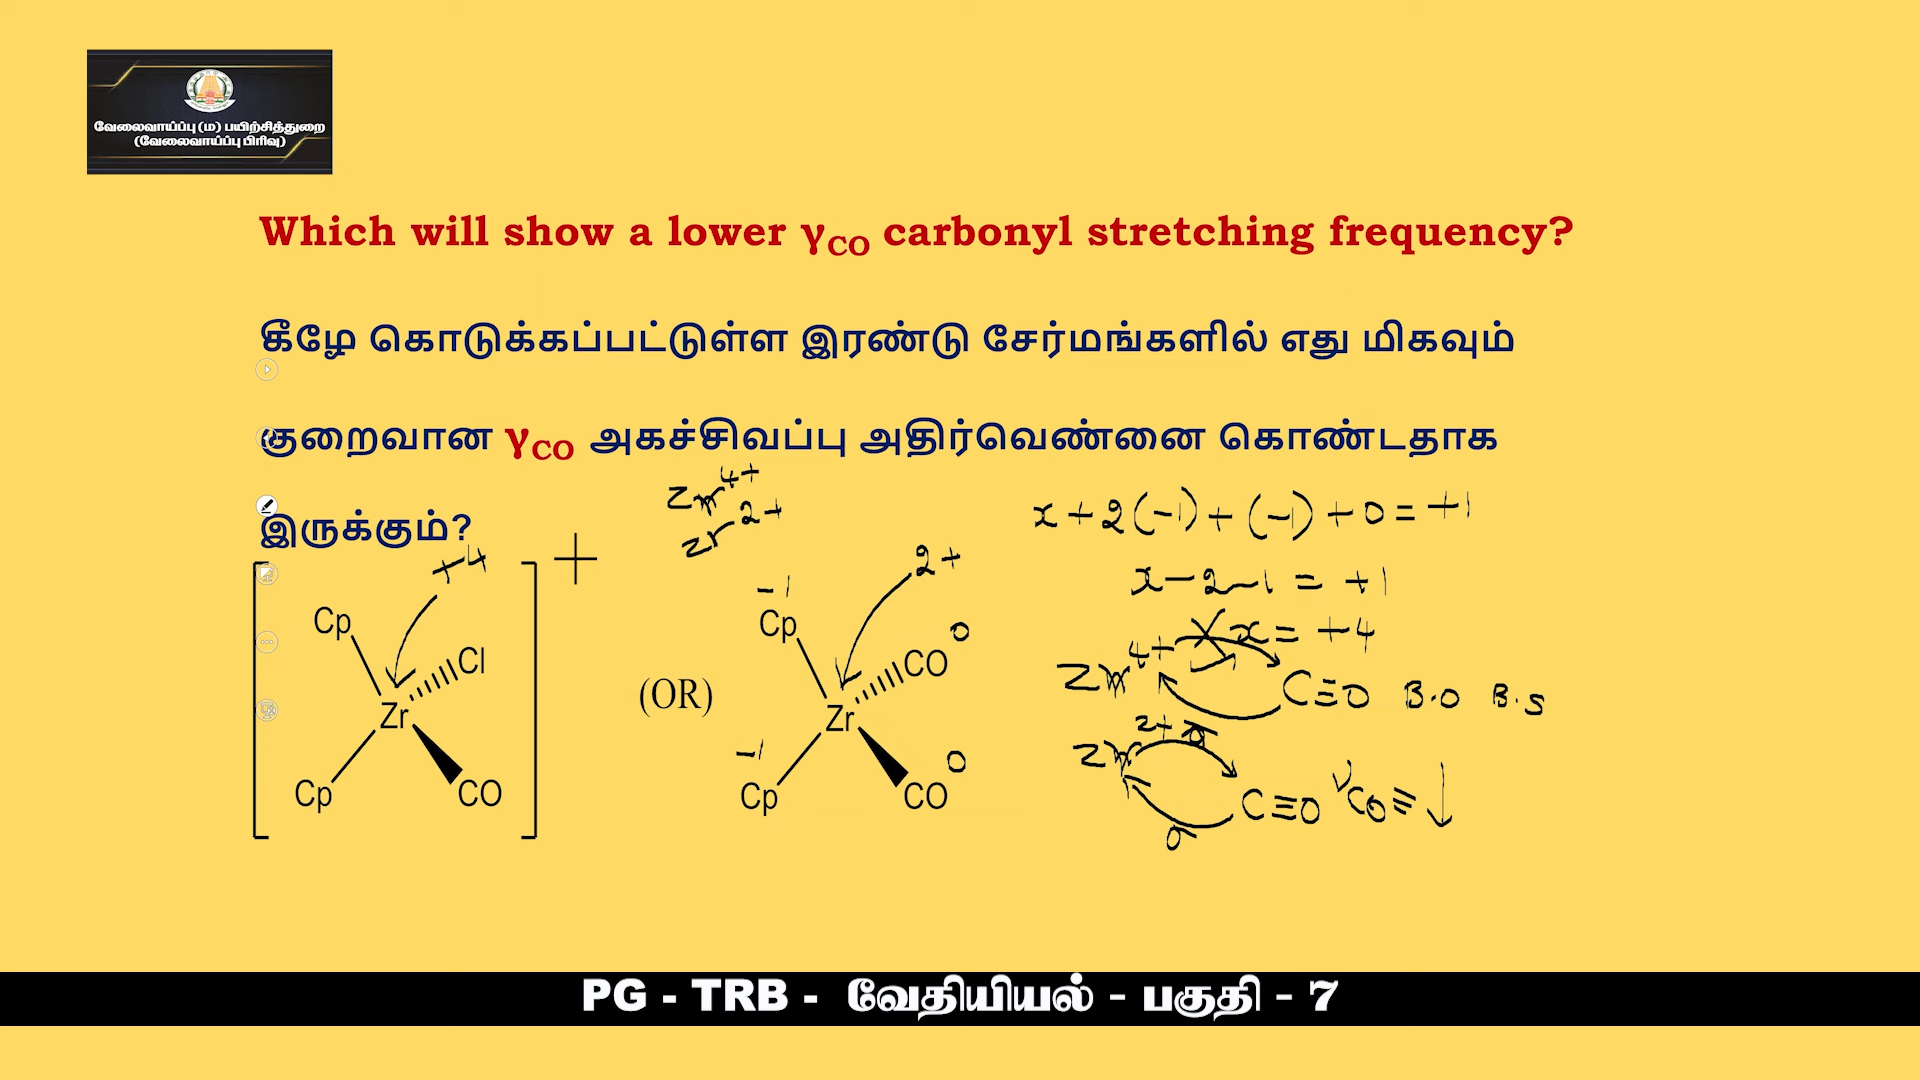 வேலைவாய்ப்பு (ம) பயிற்சித்துறை
(வேலைவாய்ப்பு பிரிவு)
Which will show a lower γCO carbonyl stretching frequency?
கீழே கொடுக்கப்பட்டுள்ள இரண்டு சேர்மங்களில் எது மிகவும்
குறைவான γCO அகச்சிவப்பு அதிர்வெண்னை கொண்டதாக
இருக்கும்?
Zr4+
Zr2+
x+2(-1)+(-1)+0=+1
x-2-1=+1
x=+4
+
+4
Cp
Cl
Zr
Cp
CO
(OR)
2+
-1
Cp
CO 0
Zr
-1
Cp
CO 0
Zr4+ C≡O B.O B.S
Zr2+ π C≡O νCO≡↓
σ
PG - TRB - வேதியியல் - பகுதி - 7